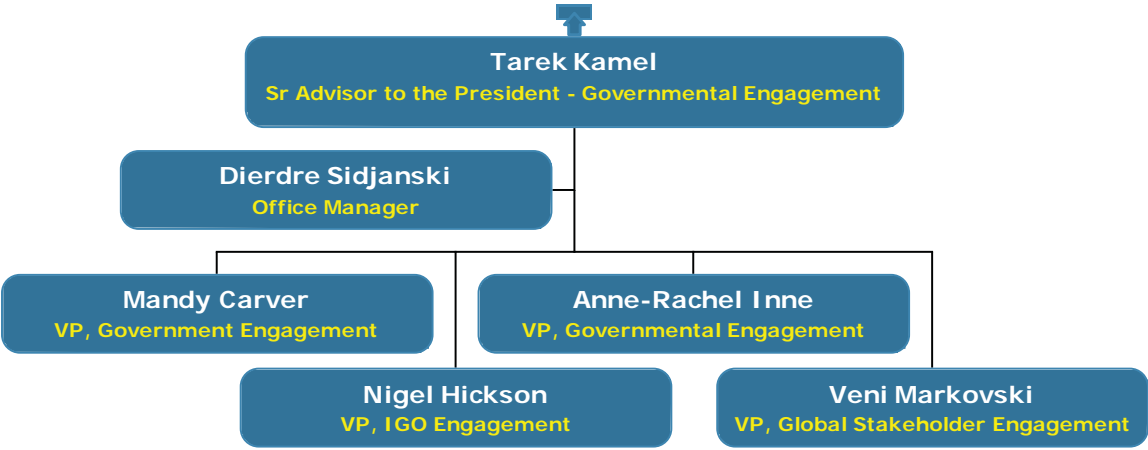 Tarek Kamel
Sr Advisor to the President - Governmental Engagement
Dierdre Sidjanski
Office Manager
Mandy Carver
VP, Government Engagement
Anne-Rachel Inne
VP, Governmental Engagement
Nigel Hickson
VP, IGO Engagement
Veni Markovski
VP, Global Stakeholder Engagement